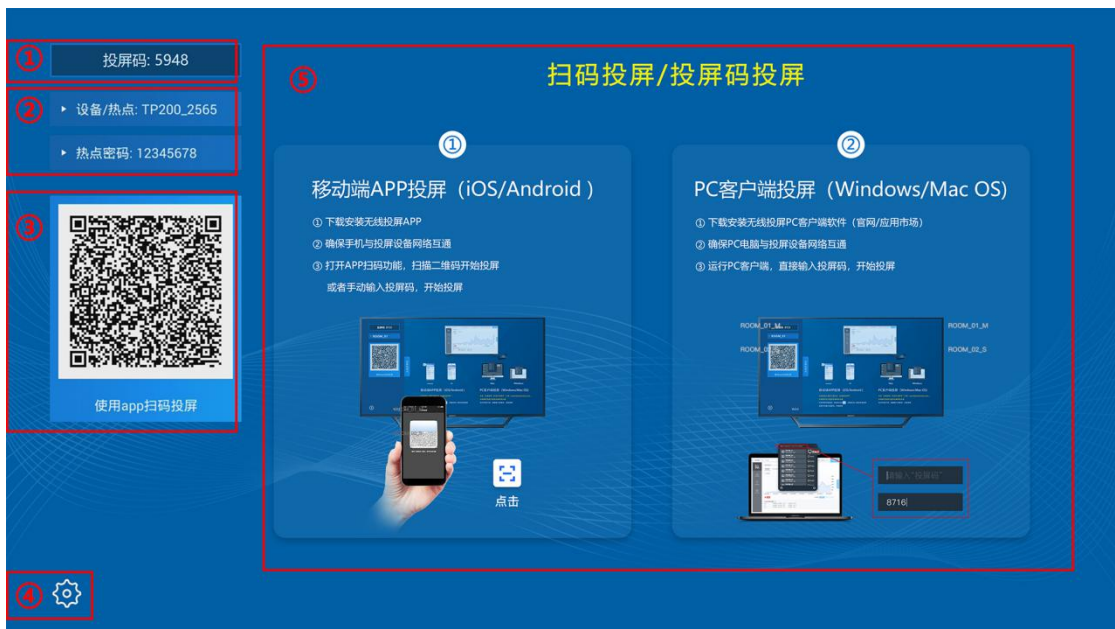 ① 投屏码: 5948
② 设备/热点: TP200_2565
热点密码: 12345678
③
使用app扫码投屏
④
⑤ 扫码投屏/投屏码投屏
①
移动端APP投屏（iOS/Android ）
① 下载安装无线投屏APP
② 确保手机与投屏设备网络互通
③ 打开APP扫码功能，扫描二维码开始投屏
或者手动输入投屏码，开始投屏
点击
②
PC客户端投屏（Windows/Mac OS)
① 下载安装无线投屏PC客户端软件（官网/应用市场）
② 确保PC电脑与投屏设备网络互通
③ 运行PC客户端，直接输入投屏码，开始投屏
ROOM_01_M
ROOM_01_M
ROOM_02_S
请输入"投屏码"
8716